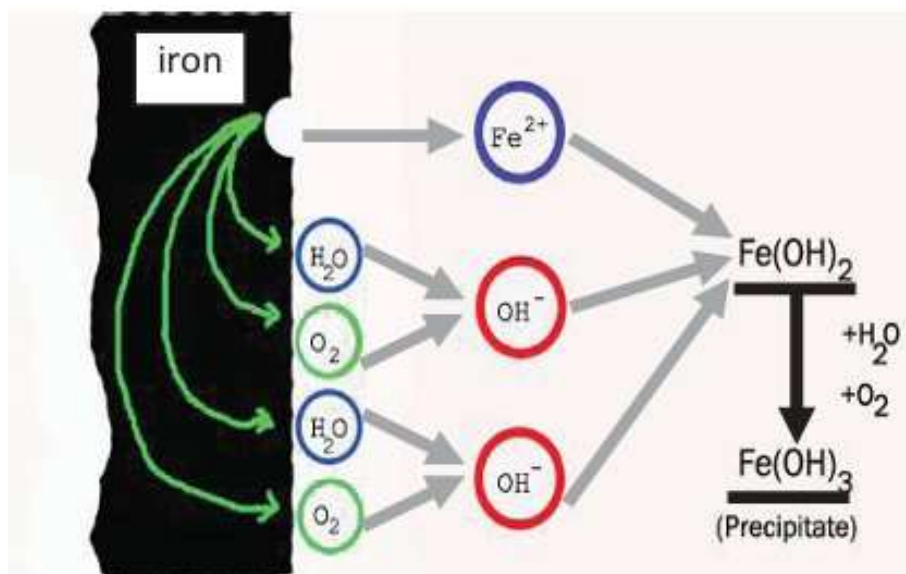 iron
Fe²⁺
H₂O
O₂
OH⁻
H₂O
O₂
OH⁻
Fe(OH)₂
+H₂O
+O₂
Fe(OH)₃
(Precipitate)